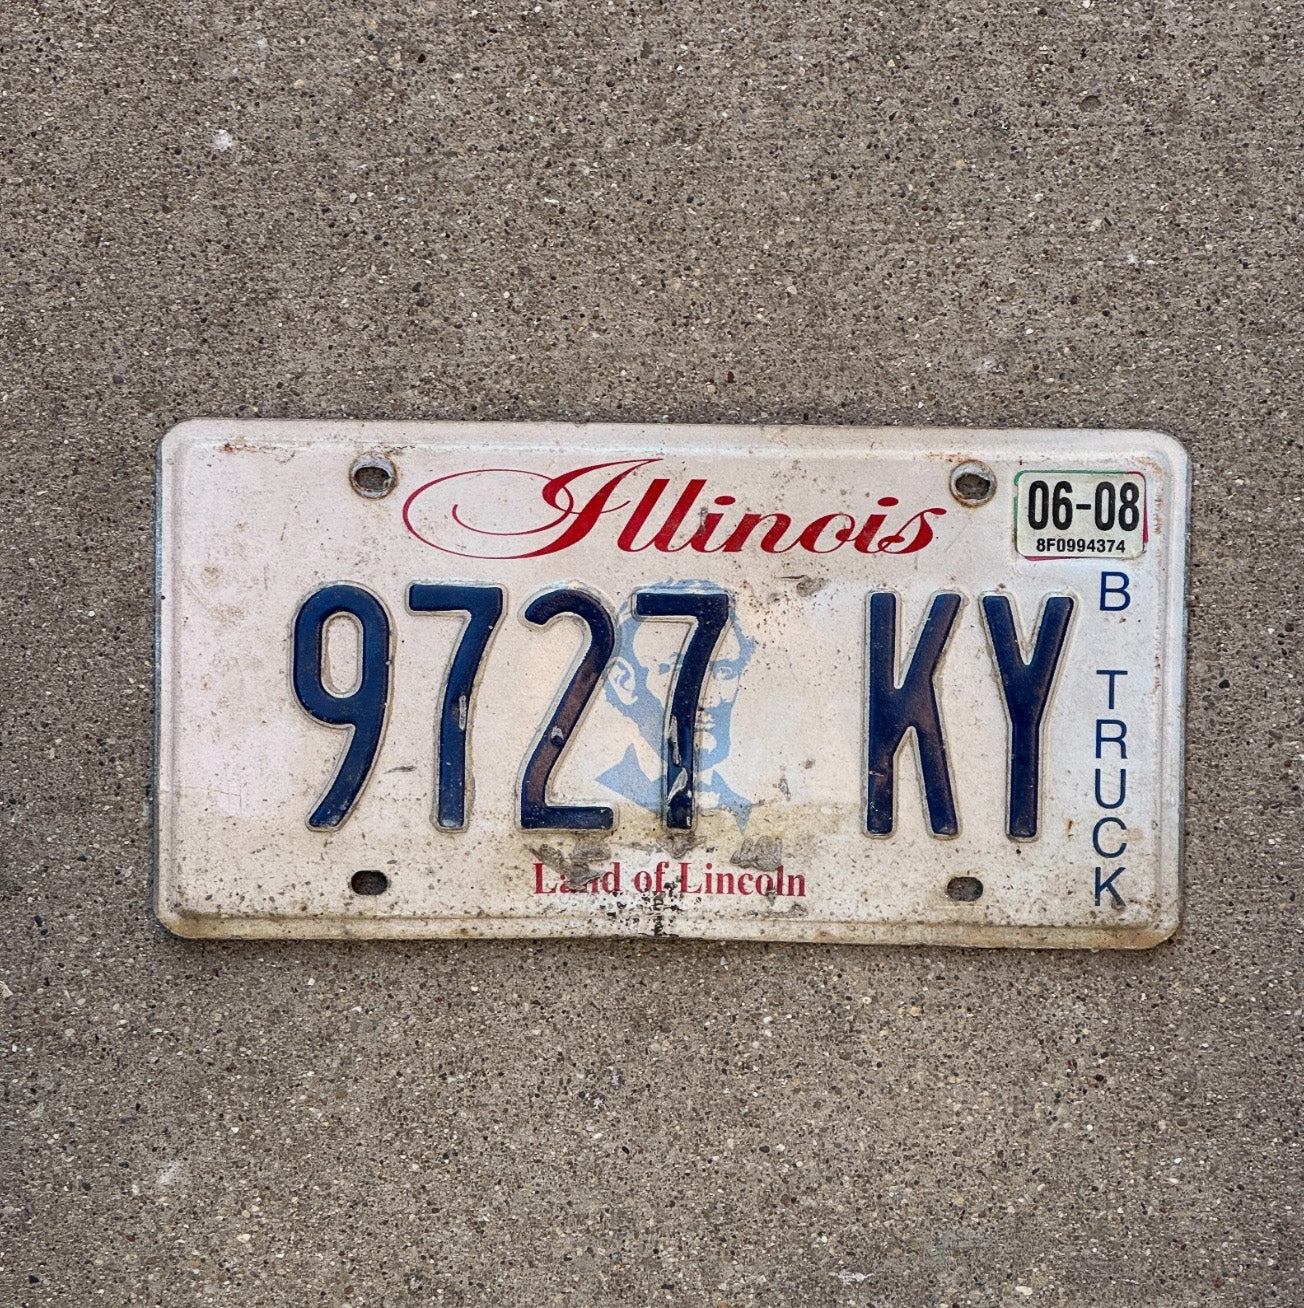 Illinois
06-08
8F0994374
9727 KY
B TRUCK
Land of Lincoln